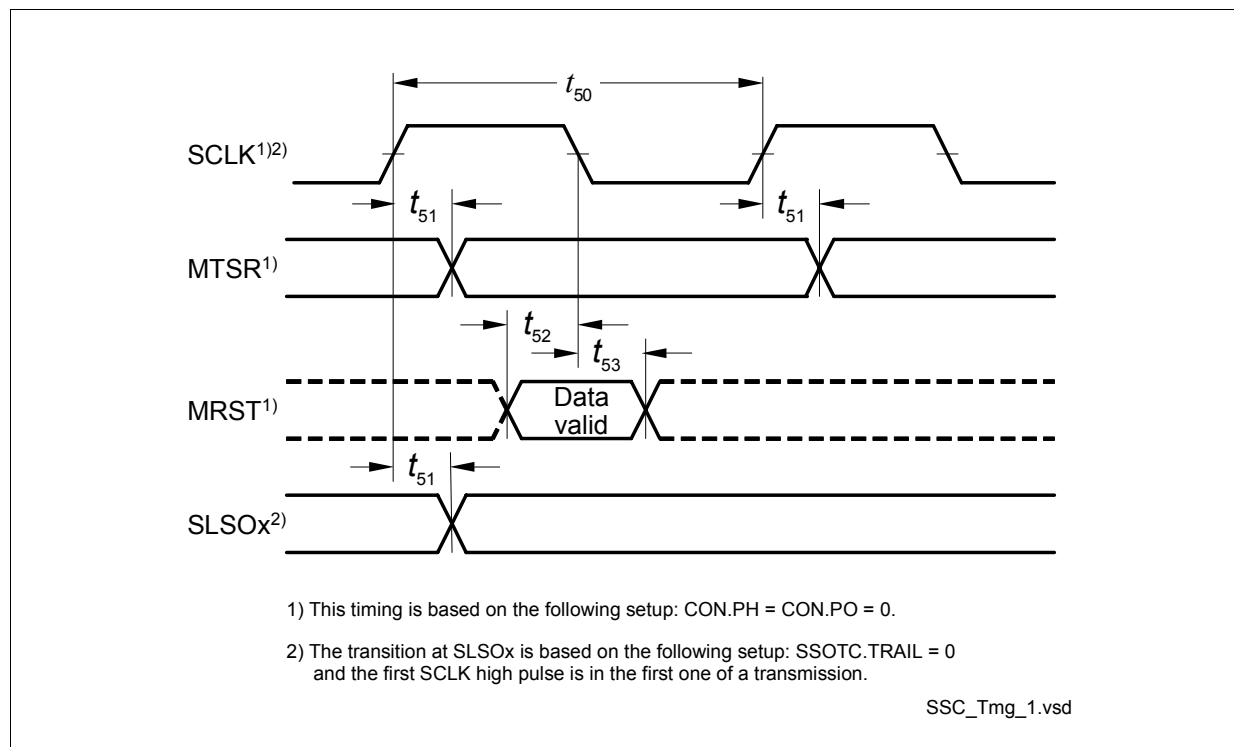 t50
SCLK1)2)
t51
t51
MTSR1)
t52
t53
MRST1)
Data
valid
t51
SLSOx2)
1) This timing is based on the following setup: CON.PH = CON.PO = 0.
2) The transition at SLSOx is based on the following setup: SSOTC.TRAIL = 0
and the first SCLK high pulse is in the first one of a transmission.
SSC_Tmg_1.vsd